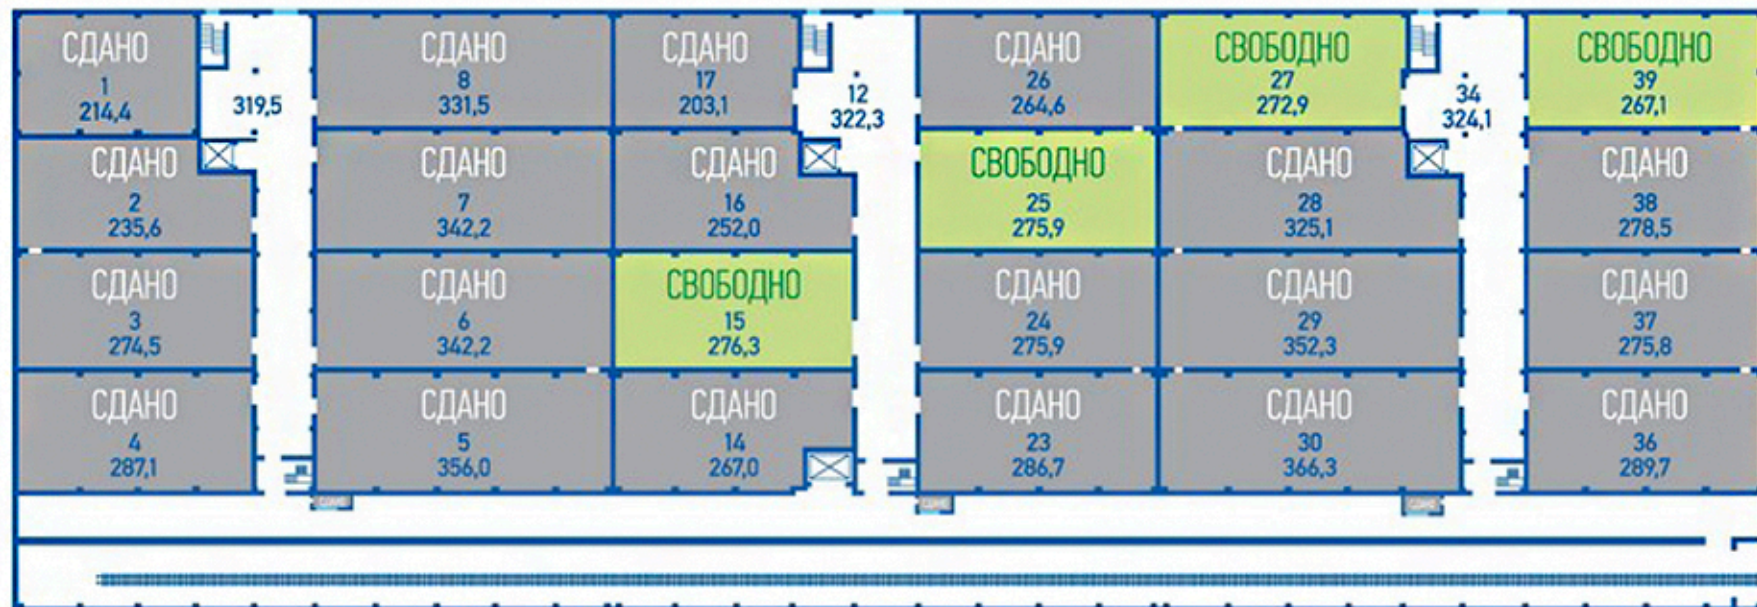 СДАНО
1
214,4
319,5
СДАНО
8
331,5
СДАНО
17
203,1
12
322,3
СДАНО
26
264,6
СВОБОДНО
27
272,9
34
324,1
СВОБОДНО
39
267,1
СДАНО
2
235,6
СДАНО
7
342,2
СДАНО
16
252,0
СВОБОДНО
25
275,9
СДАНО
28
325,1
СДАНО
38
278,5
СДАНО
3
274,5
СДАНО
6
342,2
СВОБОДНО
15
276,3
СДАНО
24
275,9
СДАНО
29
352,3
СДАНО
37
275,8
СДАНО
4
287,1
СДАНО
5
356,0
СДАНО
14
267,0
СДАНО
23
286,7
СДАНО
30
366,3
СДАНО
36
289,7